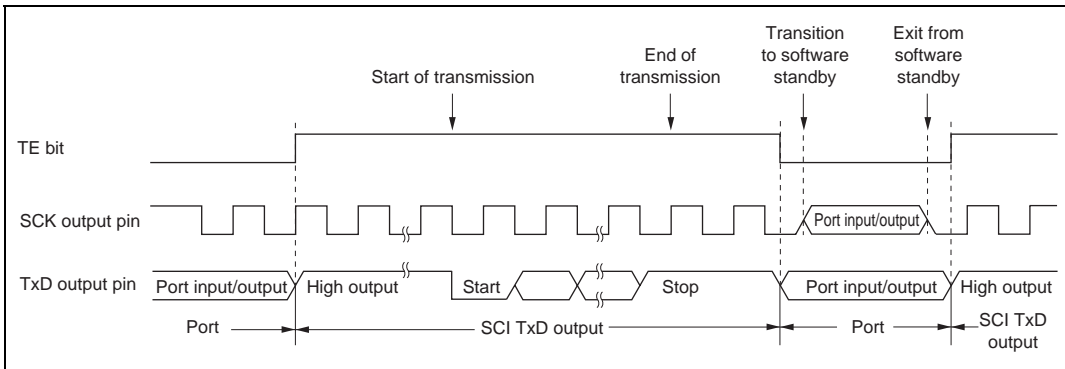 Transition
to software
standby
Exit from
software
standby
Start of transmission
End of
transmission
TE bit
SCK output pin
Port input/output
TxD output pin
Port input/output
High output
Start
Stop
Port input/output
High output
Port
SCI TxD output
Port
SCI TxD
output